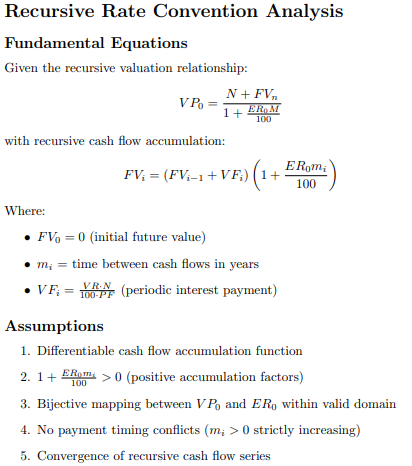 Recursive Rate Convention Analysis
Fundamental Equations
Given the recursive valuation relationship:
$$VP_0 = \frac{N + FV_n}{1 + \frac{ER_0M}{100}}$$
with recursive cash flow accumulation:
$$FV_i = (FV_{i-1} + VF_i)\left(1 + \frac{ER_0m_i}{100}\right)$$
Where:
• $FV_0 = 0$ (initial future value)
• $m_i$ = time between cash flows in years
• $VF_i = \frac{VR \cdot N}{100 \cdot PF}$ (periodic interest payment)
Assumptions
1. Differentiable cash flow accumulation function
2. $1 + \frac{ER_0m_i}{100} > 0$ (positive accumulation factors)
3. Bijective mapping between $VP_0$ and $ER_0$ within valid domain
4. No payment timing conflicts ($m_i > 0$ strictly increasing)
5. Convergence of recursive cash flow series